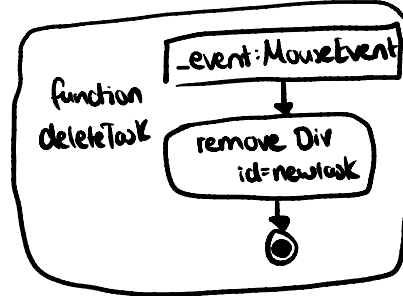 _event:MouseEvent
function
deleteTask
remove Div
id=newtask